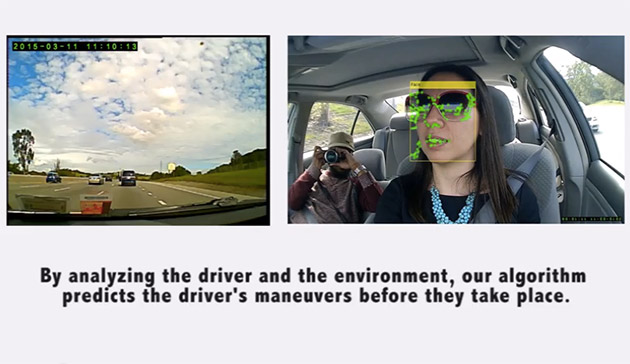 2015-03-11 11:10:13
By analyzing the driver and the environment, our algorithm
predicts the driver's maneuvers before they take place.